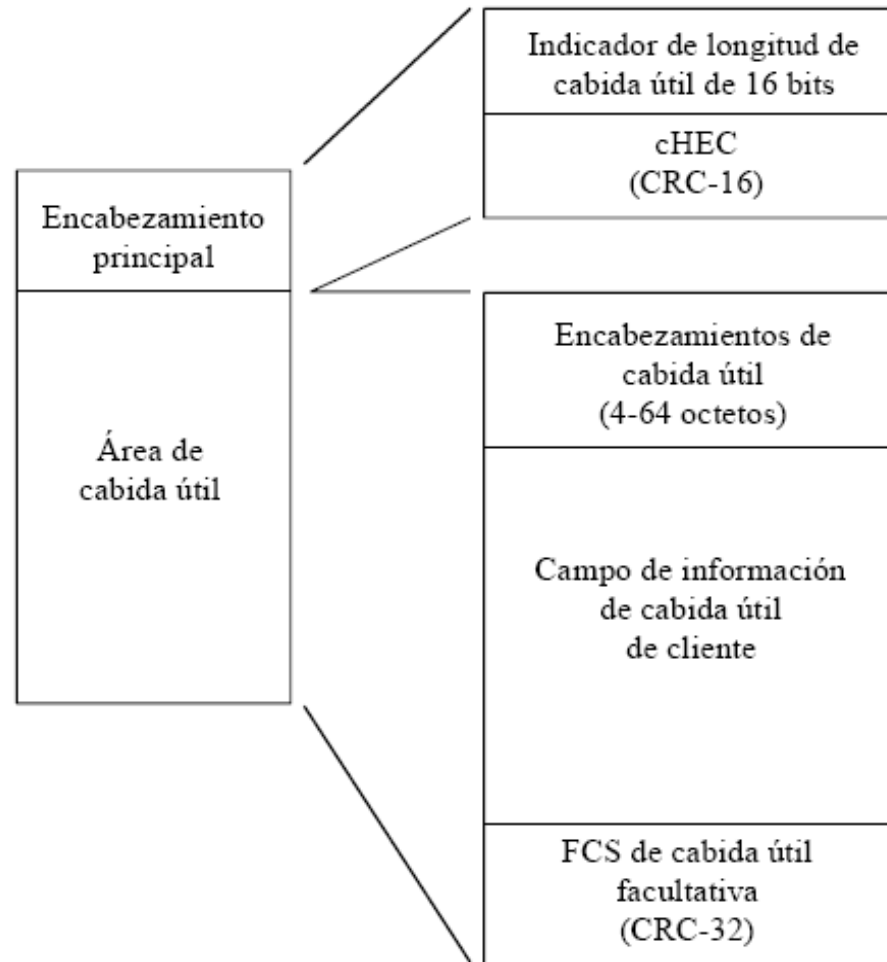 Indicador de longitud de
cabida útil de 16 bits
cHEC
(CRC-16)
Encabezamiento
principal
Encabezamientos de
cabida útil
(4-64 octetos)
Área de
cabida útil
Campo de información
de cabida útil
de cliente
FCS de cabida útil
facultativa
(CRC-32)